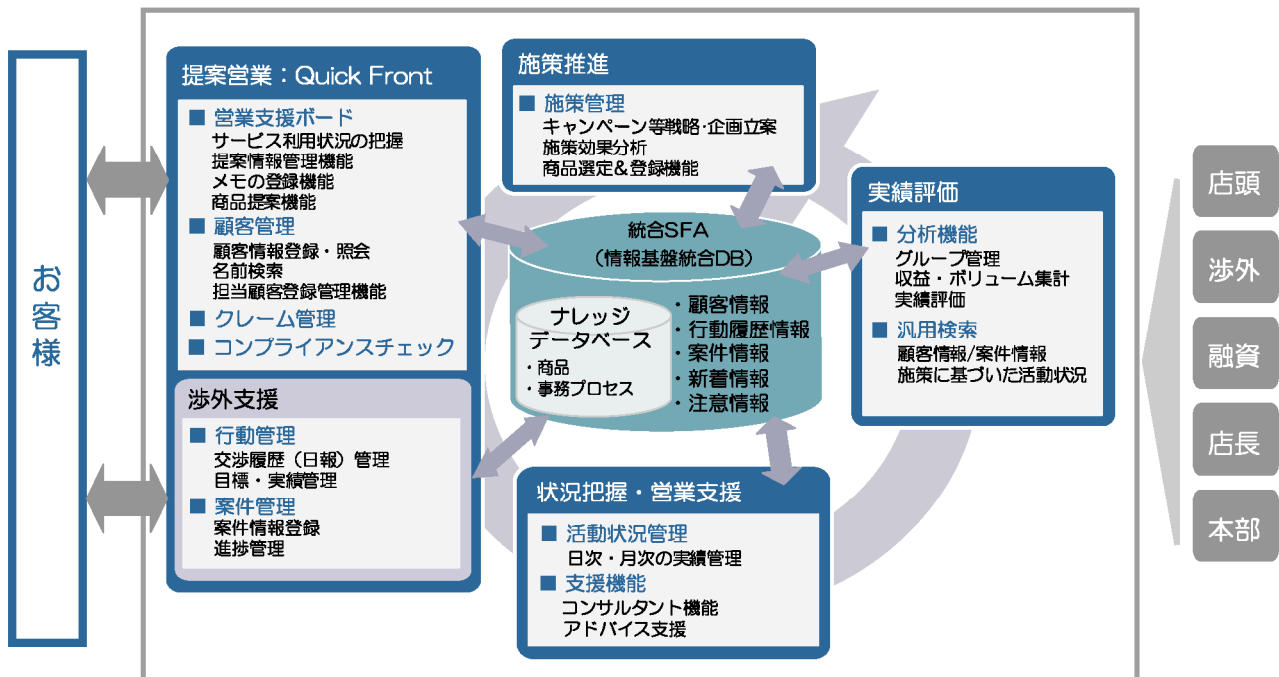 お客様
提案営業：Quick Front
■ 営業支援ボード
サービス利用状況の把握
提案情報管理機能
メモの登録機能
商品提案機能
■ 顧客管理
顧客情報登録・照会
名前検索
担当顧客登録管理機能
■ クレーム管理
■ コンプライアンスチェック
渉外支援
■ 行動管理
交渉履歴（日報）管理
目標・実績管理
■ 案件管理
案件情報登録
進捗管理
施策推進
■ 施策管理
キャンペーン等戦略・企画立案
施策効果分析
商品選定＆登録機能
統合SFA
（情報基盤統合DB）
ナレッジ
データベース
・商品
・事務プロセス
・顧客情報
・行動履歴情報
・案件情報
・新着情報
・注意情報
状況把握・営業支援
■ 活動状況管理
日次・月次の実績管理
■ 支援機能
コンサルタント機能
アドバイス支援
実績評価
■ 分析機能
グループ管理
収益・ボリューム集計
実績評価
■ 汎用検索
顧客情報/案件情報
施策に基づいた活動状況
店頭
渉外
融資
店長
本部